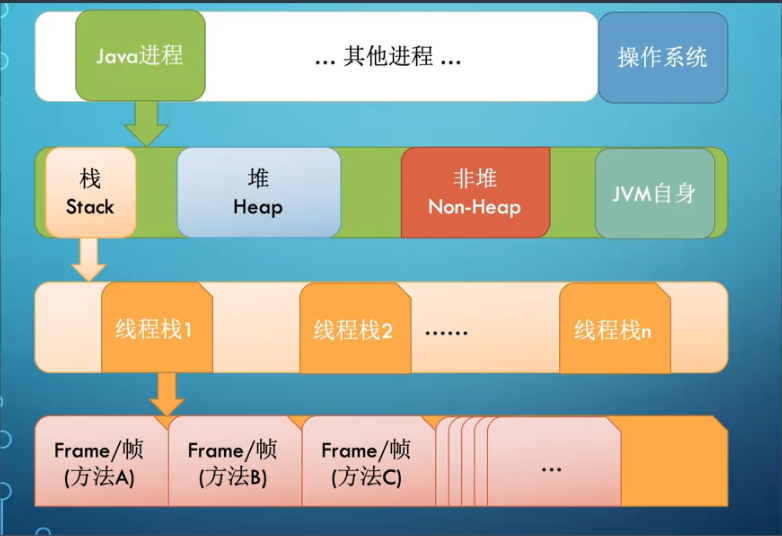 Java进程
... 其他进程 ...
操作系统
栈
Stack
堆
Heap
非堆
Non-Heap
JVM自身
线程栈1
线程栈2
······
线程栈n
Frame/帧
(方法A)
Frame/帧
(方法B)
Frame/帧
(方法C)
...